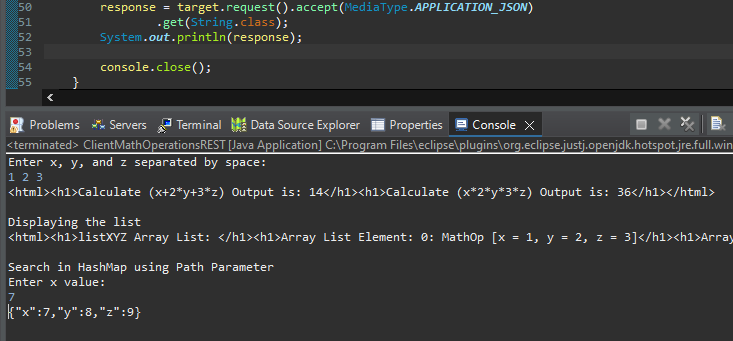 50 response = target.request().accept(MediaType.APPLICATION_JSON)
51 .get(String.class);
52 System.out.println(response);
53
54 console.close();
55 }
Problems Servers Terminal Data Source Explorer Properties Console
<terminated> ClientMathOperationsREST [Java Application] C:\Program Files\eclipse\plugins\org.eclipse.justj.openjdk.hotspot.jre.full.win
Enter x, y, and z separated by space:
1 2 3
<html><h1>Calculate (x+2*y+3*z) Output is: 14</h1><h1>Calculate (x*2*y*3*z) Output is: 36</h1></html>
Displaying the list
<html><h1>listXYZ Array List: </h1><h1>Array List Element: 0: MathOp [x = 1, y = 2, z = 3]</h1><h1>Array
Search in HashMap using Path Parameter
Enter x value:
7
{"x":7,"y":8,"z":9}